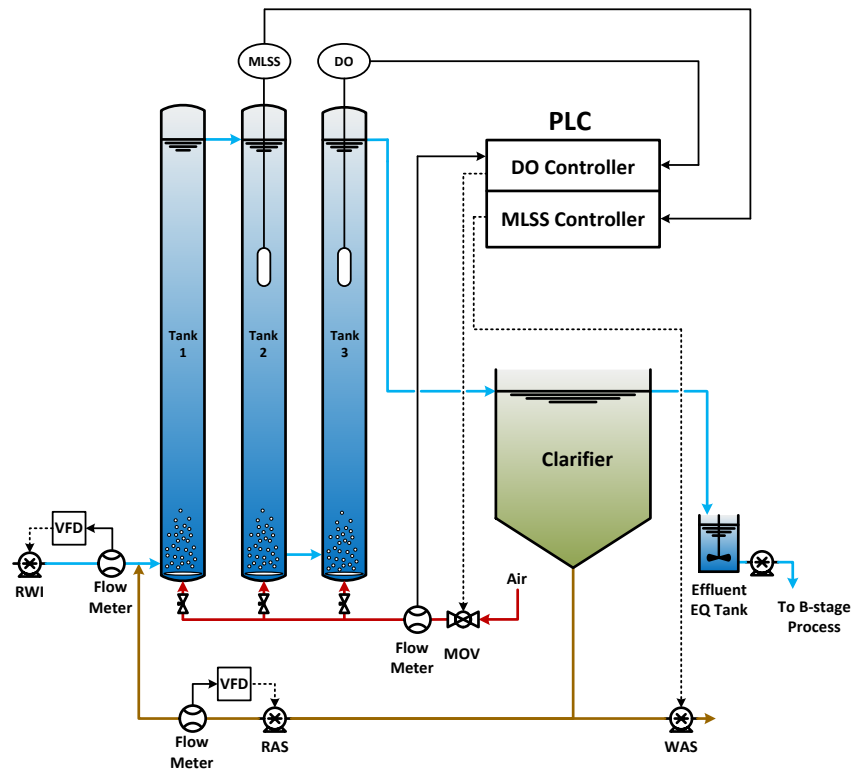 MLSS
DO
PLC
DO Controller
MLSS Controller
Tank
1
Tank
2
Tank
3
Clarifier
VFD
RWI
Flow
Meter
Air
Flow
Meter
MOV
Effluent
EQ Tank
To B-stage
Process
VFD
Flow
Meter
RAS
WAS